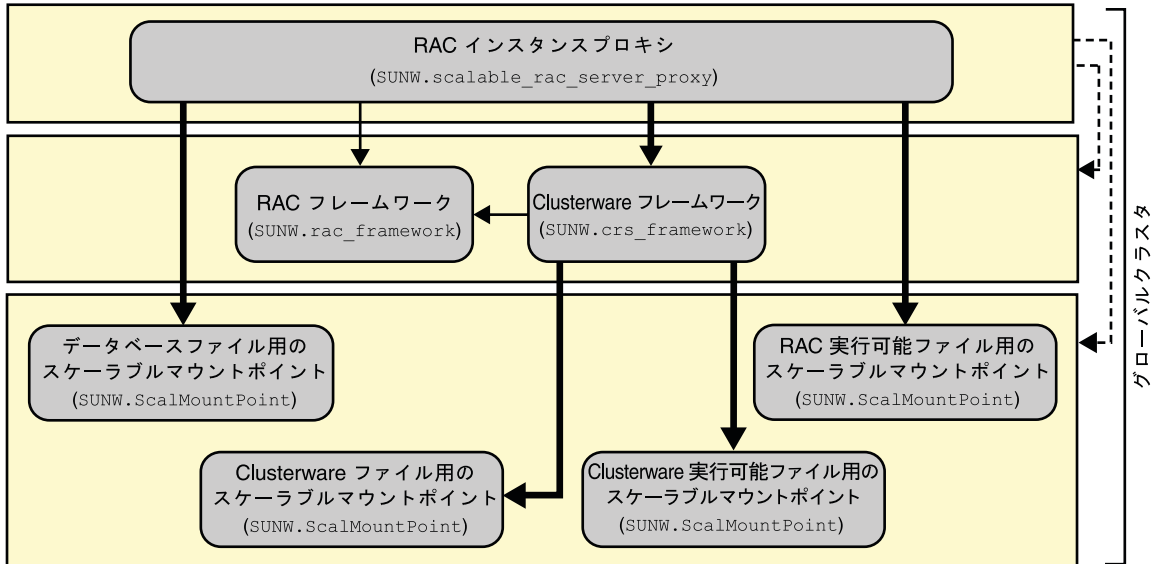 RAC インスタンスプロキシ
(SUNW.scalable_rac_server_proxy)
RAC フレームワーク
(SUNW.rac_framework)
Clusterware フレームワーク
(SUNW.crs_framework)
データベースファイル用の
スケーラブルマウントポイント
(SUNW.ScalMountPoint)
RAC 実行可能ファイル用の
スケーラブルマウントポイント
(SUNW.ScalMountPoint)
Clusterware ファイル用の
スケーラブルマウントポイント
(SUNW.ScalMountPoint)
Clusterware 実行可能ファイル用の
スケーラブルマウントポイント
(SUNW.ScalMountPoint)
グローバルクラスタ